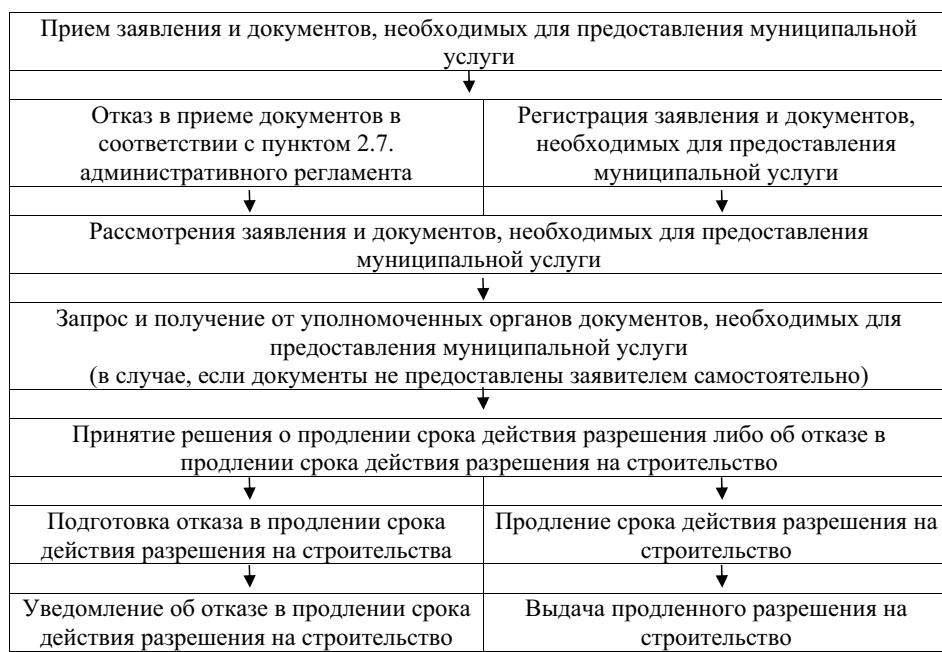 Прием заявления и документов, необходимых для предоставления муниципальной
услуги
Отказ в приеме документов в
соответствии с пунктом 2.7.
административного регламента
Регистрация заявления и документов,
необходимых для предоставления
муниципальной услуги
Рассмотрения заявления и документов, необходимых для предоставления
муниципальной услуги
Запрос и получение от уполномоченных органов документов, необходимых для
предоставления муниципальной услуги
(в случае, если документы не предоставлены заявителем самостоятельно)
Принятие решения о продлении срока действия разрешения либо об отказе в
продлении срока действия разрешения на строительство
Подготовка отказа в продлении срока
действия разрешения на строительства
Продление срока действия разрешения на
строительство
Уведомление об отказе в продлении срока
действия разрешения на строительство
Выдача продленного разрешения на
строительство